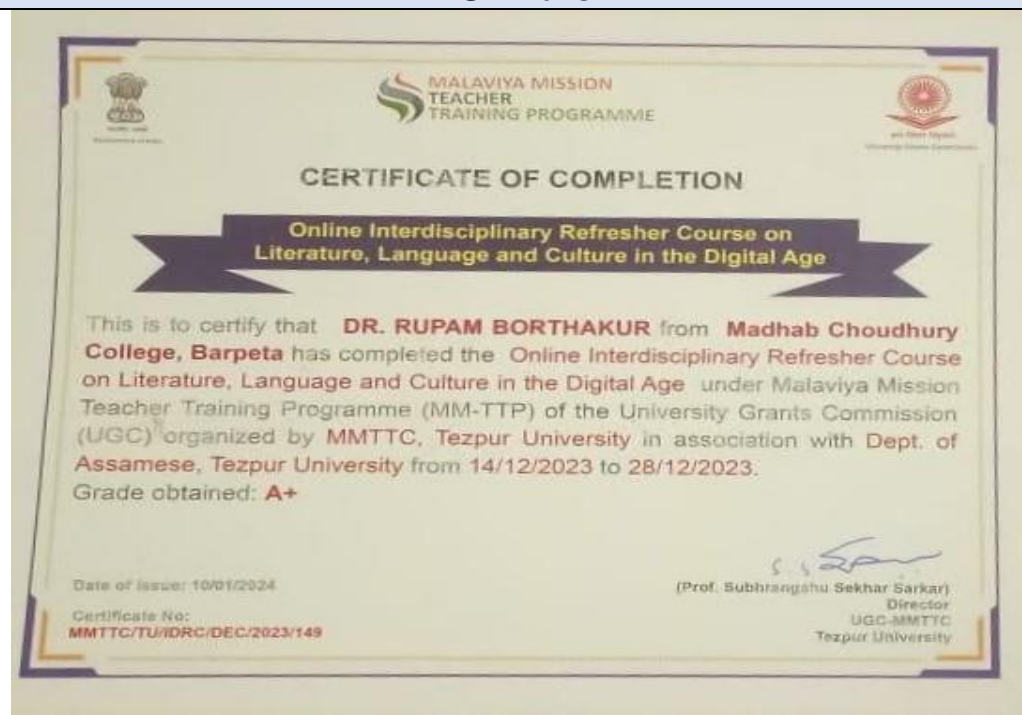 MALAVIYA MISSION
TEACHER
TRAINING PROGRAMME
CERTIFICATE OF COMPLETION
Online Interdisciplinary Refresher Course on
Literature, Language and Culture in the Digital Age
This is to certify that DR. RUPAM BORTHAKUR from Madhab Choudhury
College, Barpeta has completed the Online Interdisciplinary Refresher Course
on Literature, Language and Culture in the Digital Age under Malaviya Mission
Teacher Training Programme (MM-TTP) of the University Grants Commission
(UGC) organized by MMTTC, Tezpur University in association with Dept. of
Assamese, Tezpur University from 14/12/2023 to 28/12/2023.
Grade obtained: A+
Date of Issue: 10/01/2024
Certificate No:
MMTTC/TU/IDRC/DEC/2023/149
(Prof. Subhrangshu Sekhar Sarkar)
Director
UGC-MMTTC
Tezpur University